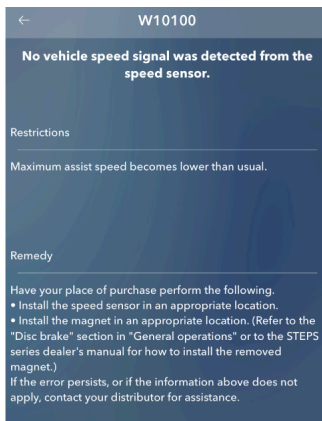 ← W10100
No vehicle speed signal was detected from the
speed sensor.
Restrictions
Maximum assist speed becomes lower than usual.
Remedy
Have your place of purchase perform the following.
• Install the speed sensor in an appropriate location.
• Install the magnet in an appropriate location. (Refer to the
"Disc brake" section in "General operations" or to the STEPS
series dealer's manual for how to install the removed
magnet.)
If the error persists, or if the information above does not
apply, contact your distributor for assistance.